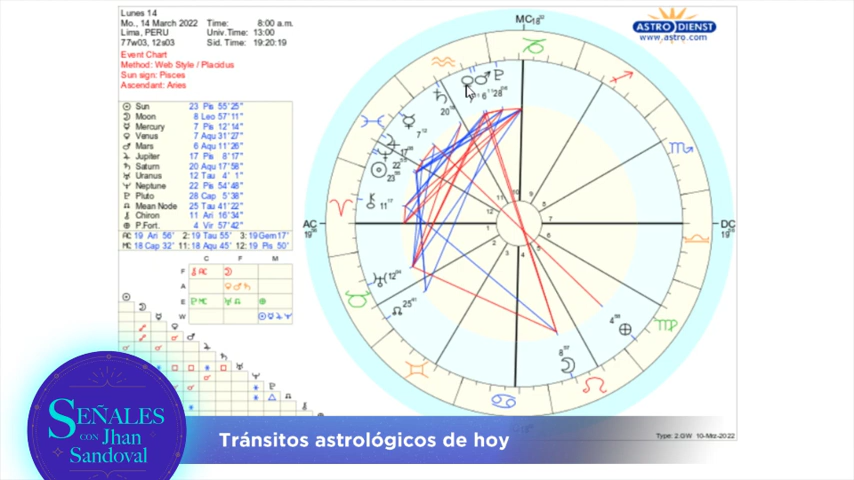 Lunes 14
Mo., 14 March 2022 Time: 8:00 a.m.
Lima, PERU Univ.Time: 13:00
77w03, 12s03 Sid. Time: 19:20:19
Event Chart
Method: Web Style / Placidus
Sun sign: Pisces
Ascendant: Aries
ASTRO DIENST
www.astro.com
MC
AC
DC
Sun 23 Pis 55'25"
Moon 8 Leo 57'11"
Mercury 7 Pis 12'14"
Venus 7 Aqu 31'27"
Mars 6 Aqu 11'26"
Jupiter 17 Pis 8'17"
Saturn 20 Aqu 17'56"
Uranus 12 Tau 4' 1"
Neptune 22 Pis 54'48"
Pluto 28 Cap 5'38"
Mean Node 25 Tau 41'22"
Chiron 11 Ari 16'34"
P.Fort. 4 Vir 57'42"
AC 19 Ari 56' 2:19 Tau 55' 3:19 Gem 17'
MC 18 Cap 32' 11:18 Aqu 45' 12:19 Pis 50'
C F M
F AC
A
E MC
W
SEÑALES
CON Jhan
Sandoval
Tránsitos astrológicos de hoy
Type: 2.GW 10-Mrz-2022